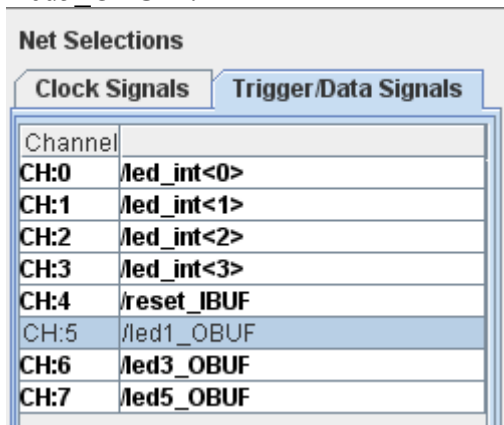 Net Selections
Clock Signals Trigger/Data Signals
Channel
CH:0 /led_int<0>
CH:1 /led_int<1>
CH:2 /led_int<2>
CH:3 /led_int<3>
CH:4 /reset_IBUF
CH:5 /led1_OBUF
CH:6 /led3_OBUF
CH:7 /led5_OBUF